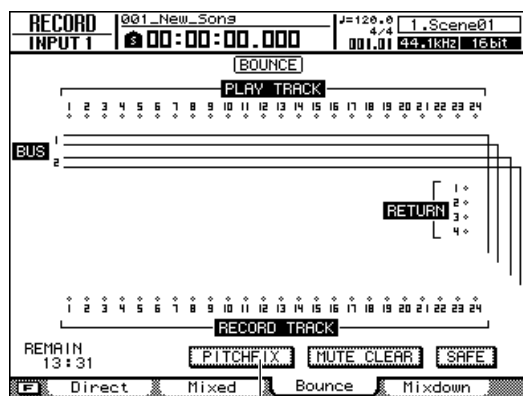 RECORD 001_New_Song J=120.0 1.Scene01
INPUT 1 S 00:00:00.000 4/4 001.01 44.1kHz 16bit
BOUNCE
PLAY TRACK
1 2 3 4 5 6 7 8 9 10 11 12 13 14 15 16 17 18 19 20 21 22 23 24
BUS 1
2
RETURN 1
2
3
4
1 2 3 4 5 6 7 8 9 10 11 12 13 14 15 16 17 18 19 20 21 22 23 24
RECORD TRACK
REMAIN
13:31 PITCHFIX MUTE CLEAR SAFE
F Direct Mixed Bounce Mixdown